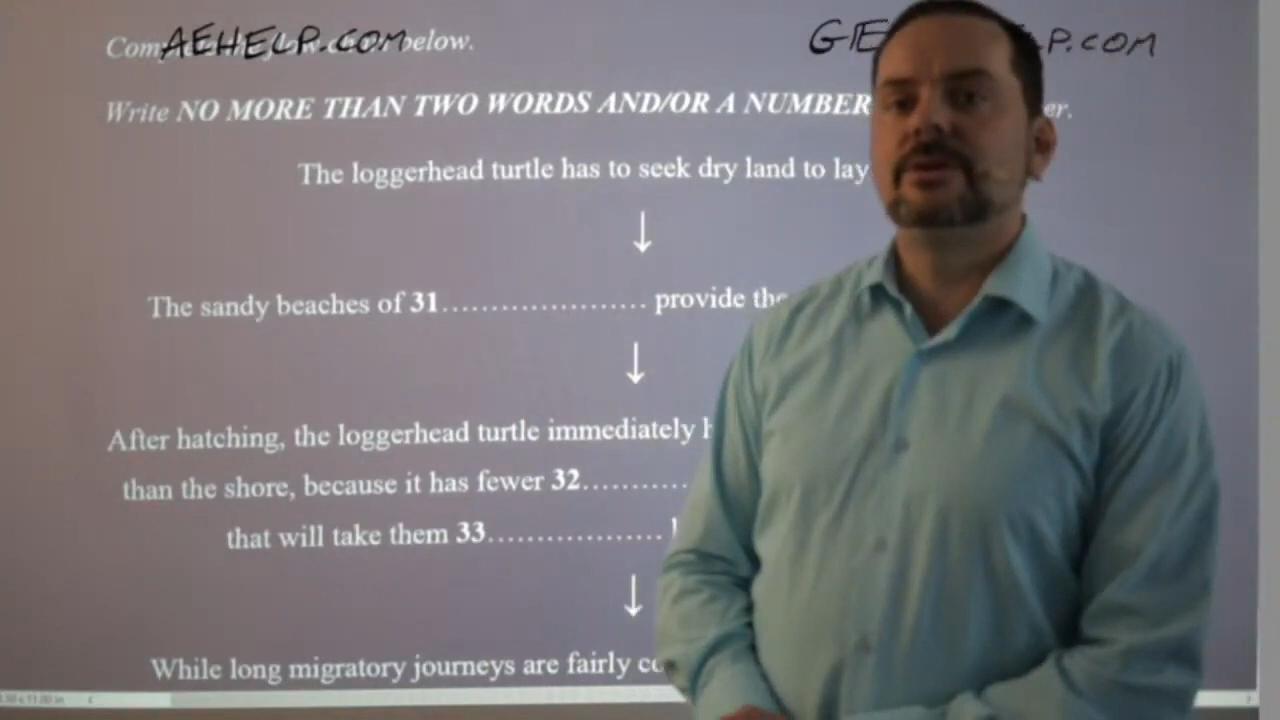 AEHELP.COM below. GIE P.COM
Write NO MORE THAN TWO WORDS AND/OR A NUMBER er.
The loggerhead turtle has to seek dry land to lay
↓
The sandy beaches of 31.................... provide the
↓
After hatching, the loggerhead turtle immediately h
than the shore, because it has fewer 32..........
that will take them 33.................
↓
While long migratory journeys are fairly co